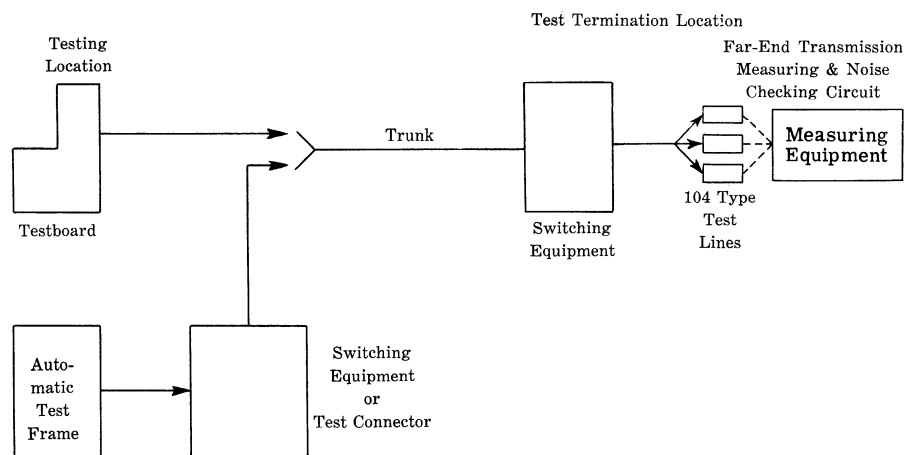 Test Termination Location
Testing
Location
Far-End Transmission
Measuring & Noise
Checking Circuit
Trunk
Measuring
Equipment
Testboard
Switching
Equipment
104 Type
Test
Lines
Auto-
matic
Test
Frame
Switching
Equipment
or
Test Connector